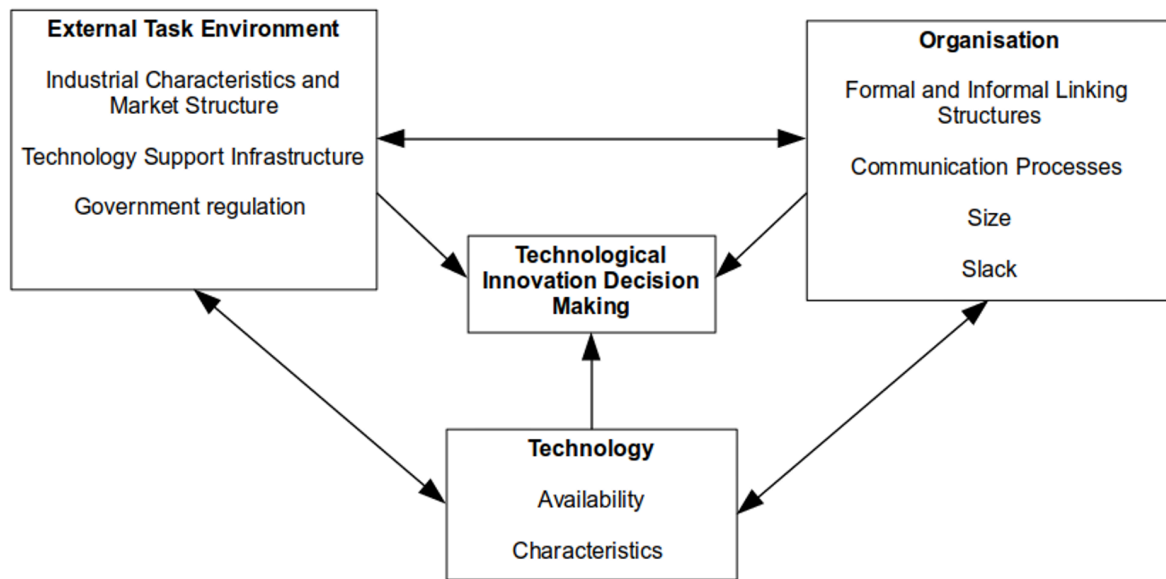 External Task Environment
Industrial Characteristics and
Market Structure
Technology Support Infrastructure
Government regulation
Organisation
Formal and Informal Linking
Structures
Communication Processes
Size
Slack
Technological
Innovation Decision
Making
Technology
Availability
Characteristics